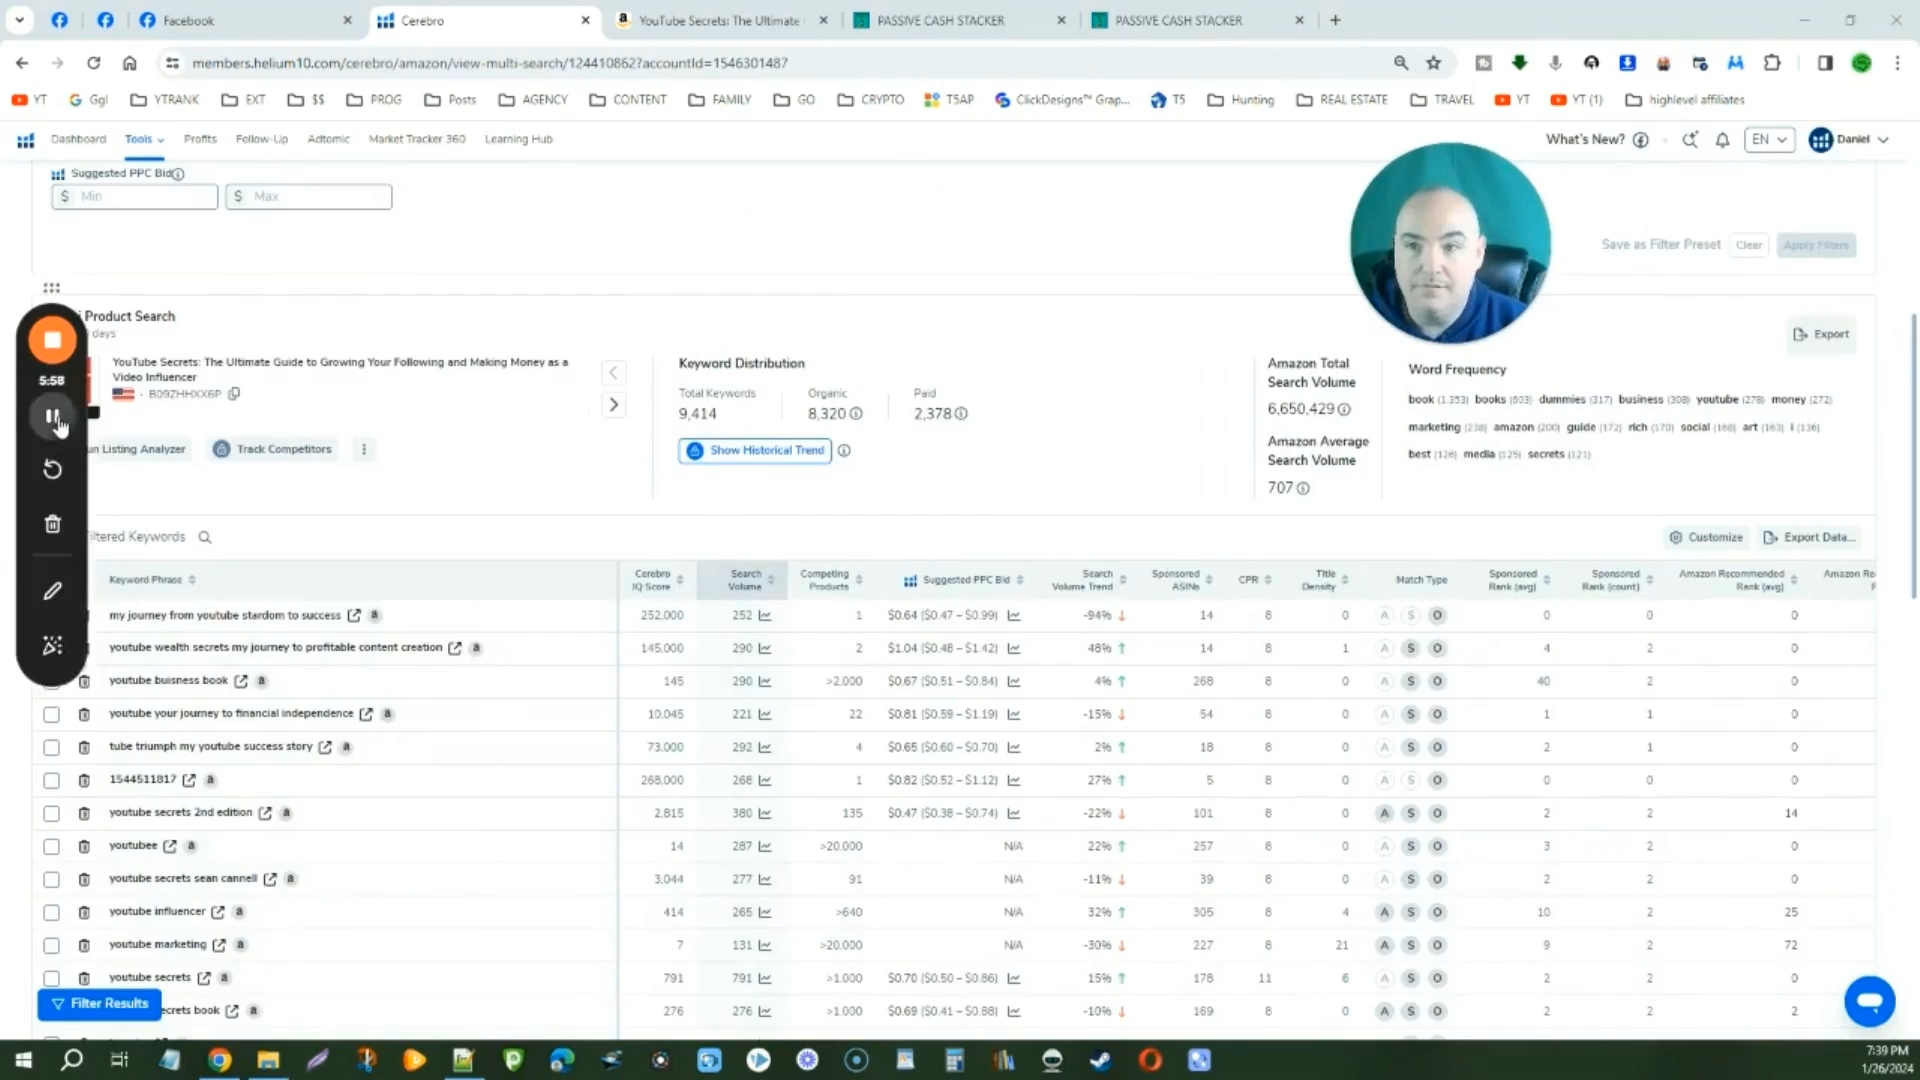 Facebook
Cerebro
YouTube Secrets: The Ultimate
PASSIVE CASH STACKER
PASSIVE CASH STACKER
members.helium10.com/cerebro/amazon/view-multi-search/124410862?accountId=1546301487
YT Ggl YTRANK EXT $$ PROG Posts AGENCY CONTENT FAMILY GO CRYPTO T5AP ClickDesigns™ Grap... T5 Hunting REAL ESTATE TRAVEL YT YT (1) highlevel affiliates
Dashboard Tools Profits Follow-Up Adtomic Market Tracker 360 Learning Hub What's New? EN Daniel
Suggested PPC Bid
$ Min $ Max
Save as Filter Preset Clear Apply Filters
i Product Search
days
Export
YouTube Secrets: The Ultimate Guide to Growing Your Following and Making Money as a
Video Influencer
B09ZHHXX6P
5:58
un Listing Analyzer Track Competitors
Keyword Distribution
Total Keywords Organic Paid
9,414 8,320 2,378
Show Historical Trend
Amazon Total
Search Volume
6,650,429
Amazon Average
Search Volume
707
Word Frequency
book (1,353) books (603) dummies (317) business (308) youtube (278) money (272)
marketing (238) amazon (200) guide (172) rich (170) social (168) art (163) i (136)
best (126) media (125) secrets (121)
iltered Keywords Customize Export Data...
Keyword Phrase Cerebro IQ Score Search Volume Competing Products Suggested PPC Bid Search Volume Trend Sponsored ASINs CPR Title Density Match Type Sponsored Rank (avg) Sponsored Rank (count) Amazon Recommended Rank (avg) Amazon Re
my journey from youtube stardom to success a 252,000 252 1 $0.64 ($0.47 – $0.99) -94% 14 8 0 A S O 0 0 0
youtube wealth secrets my journey to profitable content creation a 145,000 290 2 $1.04 ($0.48 – $1.42) 48% 14 8 1 A S O 4 2 0
youtube buisness book a 145 290 >2,000 $0.67 ($0.51 – $0.84) 4% 268 8 0 A S O 40 2 0
youtube your journey to financial independence a 10,045 221 22 $0.81 ($0.59 – $1.19) -15% 54 8 0 A S O 1 1 0
tube triumph my youtube success story a 73,000 292 4 $0.65 ($0.60 – $0.70) 2% 18 8 0 A S O 2 1 0
1544511817 a 268,000 268 1 $0.82 ($0.52 – $1.12) 27% 5 8 0 A S O 0 0 0
youtube secrets 2nd edition a 2,815 380 135 $0.47 ($0.38 – $0.74) -22% 101 8 0 A S O 2 2 14
youtubee a 14 287 >20,000 N/A 22% 257 8 0 A S O 3 2 0
youtube secrets sean cannell a 3,044 277 91 N/A -11% 39 8 0 A S O 2 2 0
youtube influencer a 414 265 >640 N/A 32% 305 8 4 A S O 10 2 25
youtube marketing a 7 131 >20,000 N/A -30% 227 8 21 A S O 9 2 72
youtube secrets a 791 791 >1,000 $0.70 ($0.50 – $0.86) 15% 178 11 6 A S O 2 2 0
Filter Results ecrets book a 276 276 >1,000 $0.69 ($0.41 – $0.88) -10% 169 8 0 A S O 2 2 2
7:39 PM
1/26/2024